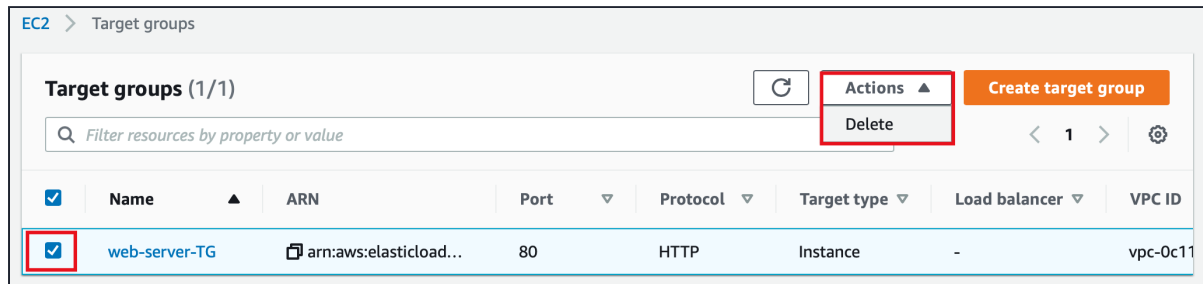 EC2 > Target groups
Target groups (1/1)
Actions
Create target group
Delete
Filter resources by property or value
1
Name ARN Port Protocol Target type Load balancer VPC ID
web-server-TG arn:aws:elasticload... 80 HTTP Instance - vpc-0c11